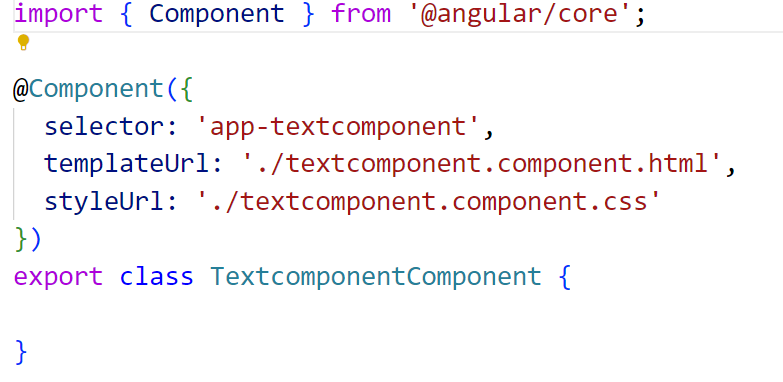 import { Component } from '@angular/core';
@Component({
selector: 'app-textcomponent',
templateUrl: './textcomponent.component.html',
styleUrl: './textcomponent.component.css'
})
export class TextcomponentComponent {
}